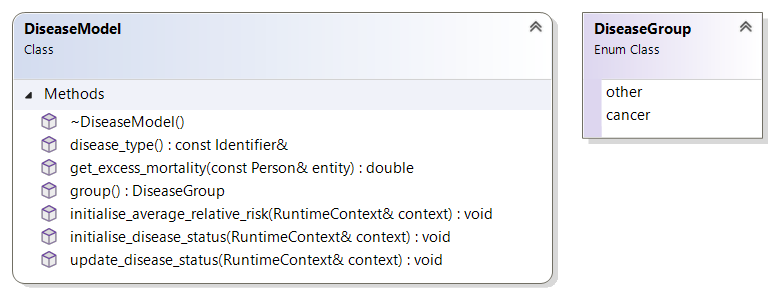 DiseaseModel
Class
Methods
~DiseaseModel()
disease_type() : const Identifier&
get_excess_mortality(const Person& entity) : double
group() : DiseaseGroup
initialise_average_relative_risk(RuntimeContext& context) : void
initialise_disease_status(RuntimeContext& context) : void
update_disease_status(RuntimeContext& context) : void
DiseaseGroup
Enum Class
other
cancer